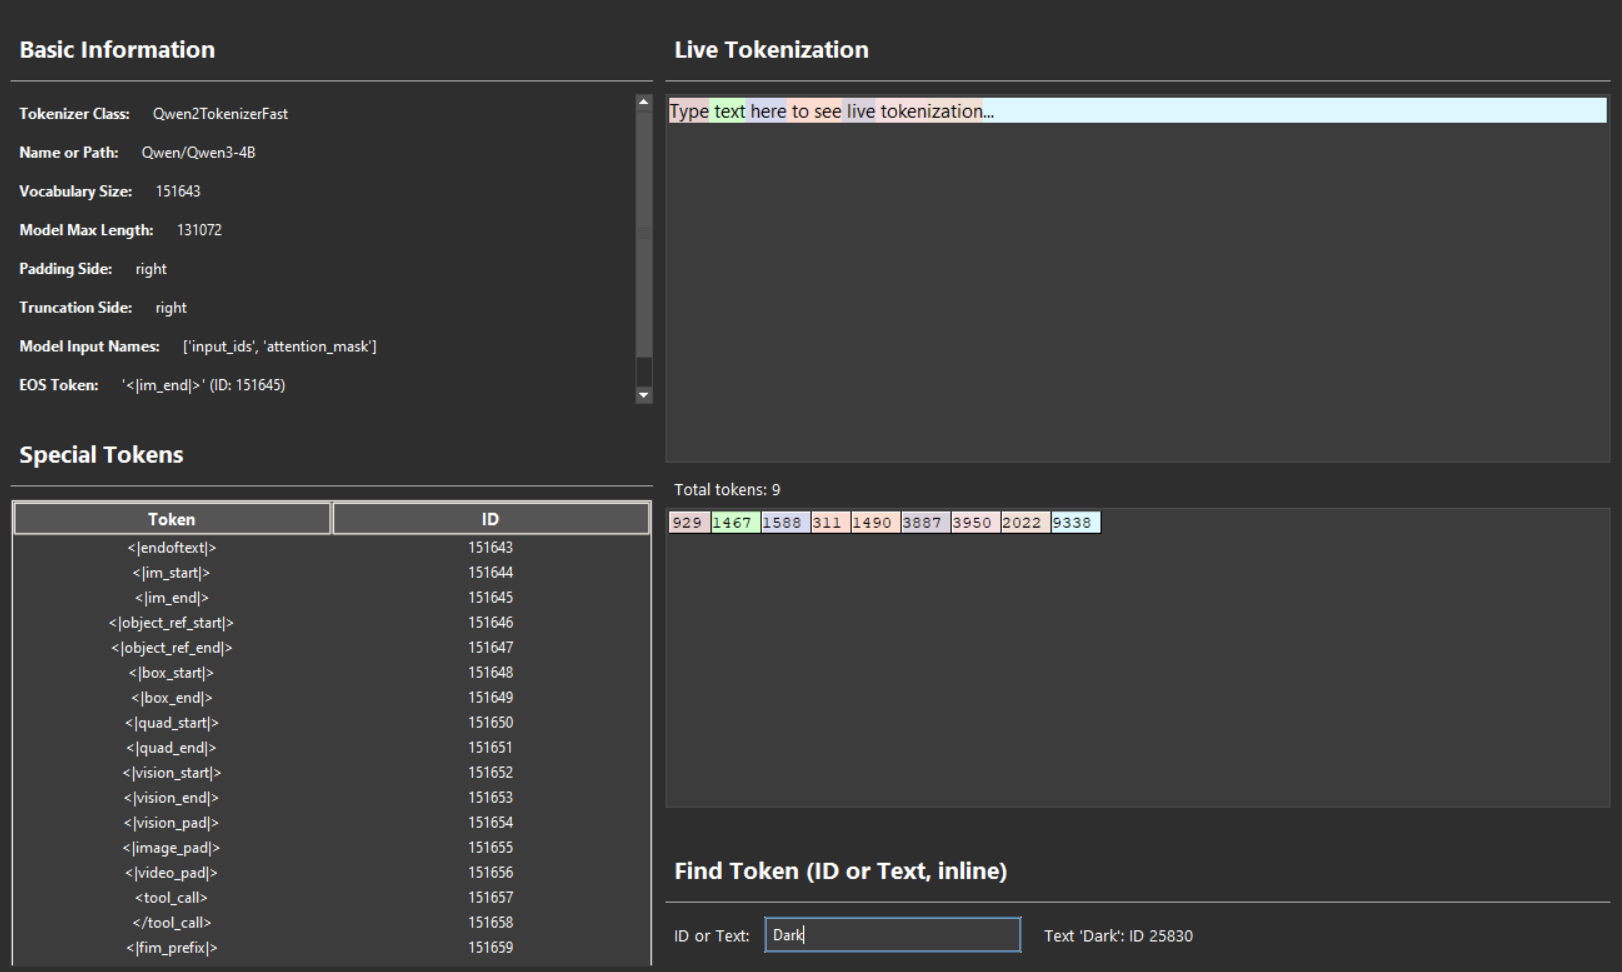 Basic Information
Tokenizer Class: Qwen2TokenizerFast
Name or Path: Qwen/Qwen3-4B
Vocabulary Size: 151643
Model Max Length: 131072
Padding Side: right
Truncation Side: right
Model Input Names: ['input_ids', 'attention_mask']
EOS Token: '<|im_end|>' (ID: 151645)
Special Tokens
Token ID
<|endoftext|> 151643
<|im_start|> 151644
<|im_end|> 151645
<|object_ref_start|> 151646
<|object_ref_end|> 151647
<|box_start|> 151648
<|box_end|> 151649
<|quad_start|> 151650
<|quad_end|> 151651
<|vision_start|> 151652
<|vision_end|> 151653
<|vision_pad|> 151654
<|image_pad|> 151655
<|video_pad|> 151656
<tool_call> 151657
</tool_call> 151658
<|fim_prefix|> 151659
Live Tokenization
Type text here to see live tokenization...
Total tokens: 9
929 1467 1588 311 1490 3887 3950 2022 9338
Find Token (ID or Text, inline)
ID or Text: Dark Text 'Dark': ID 25830